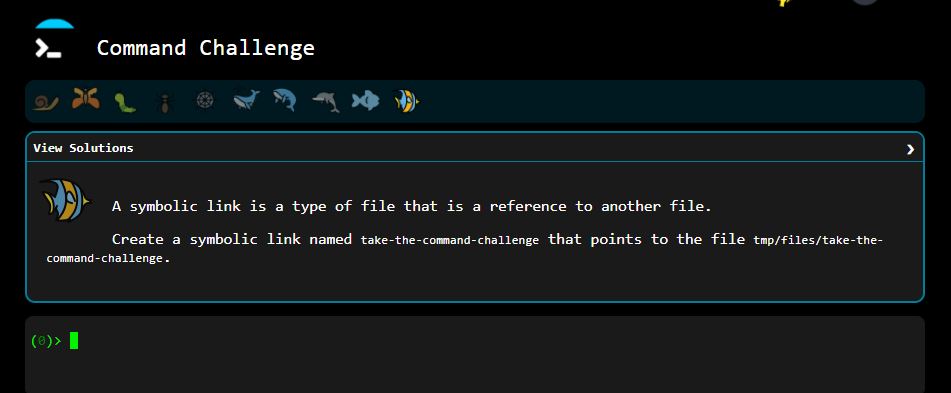 Command Challenge
View Solutions
A symbolic link is a type of file that is a reference to another file.
Create a symbolic link named take-the-command-challenge that points to the file tmp/files/take-the-
command-challenge.
(0)>